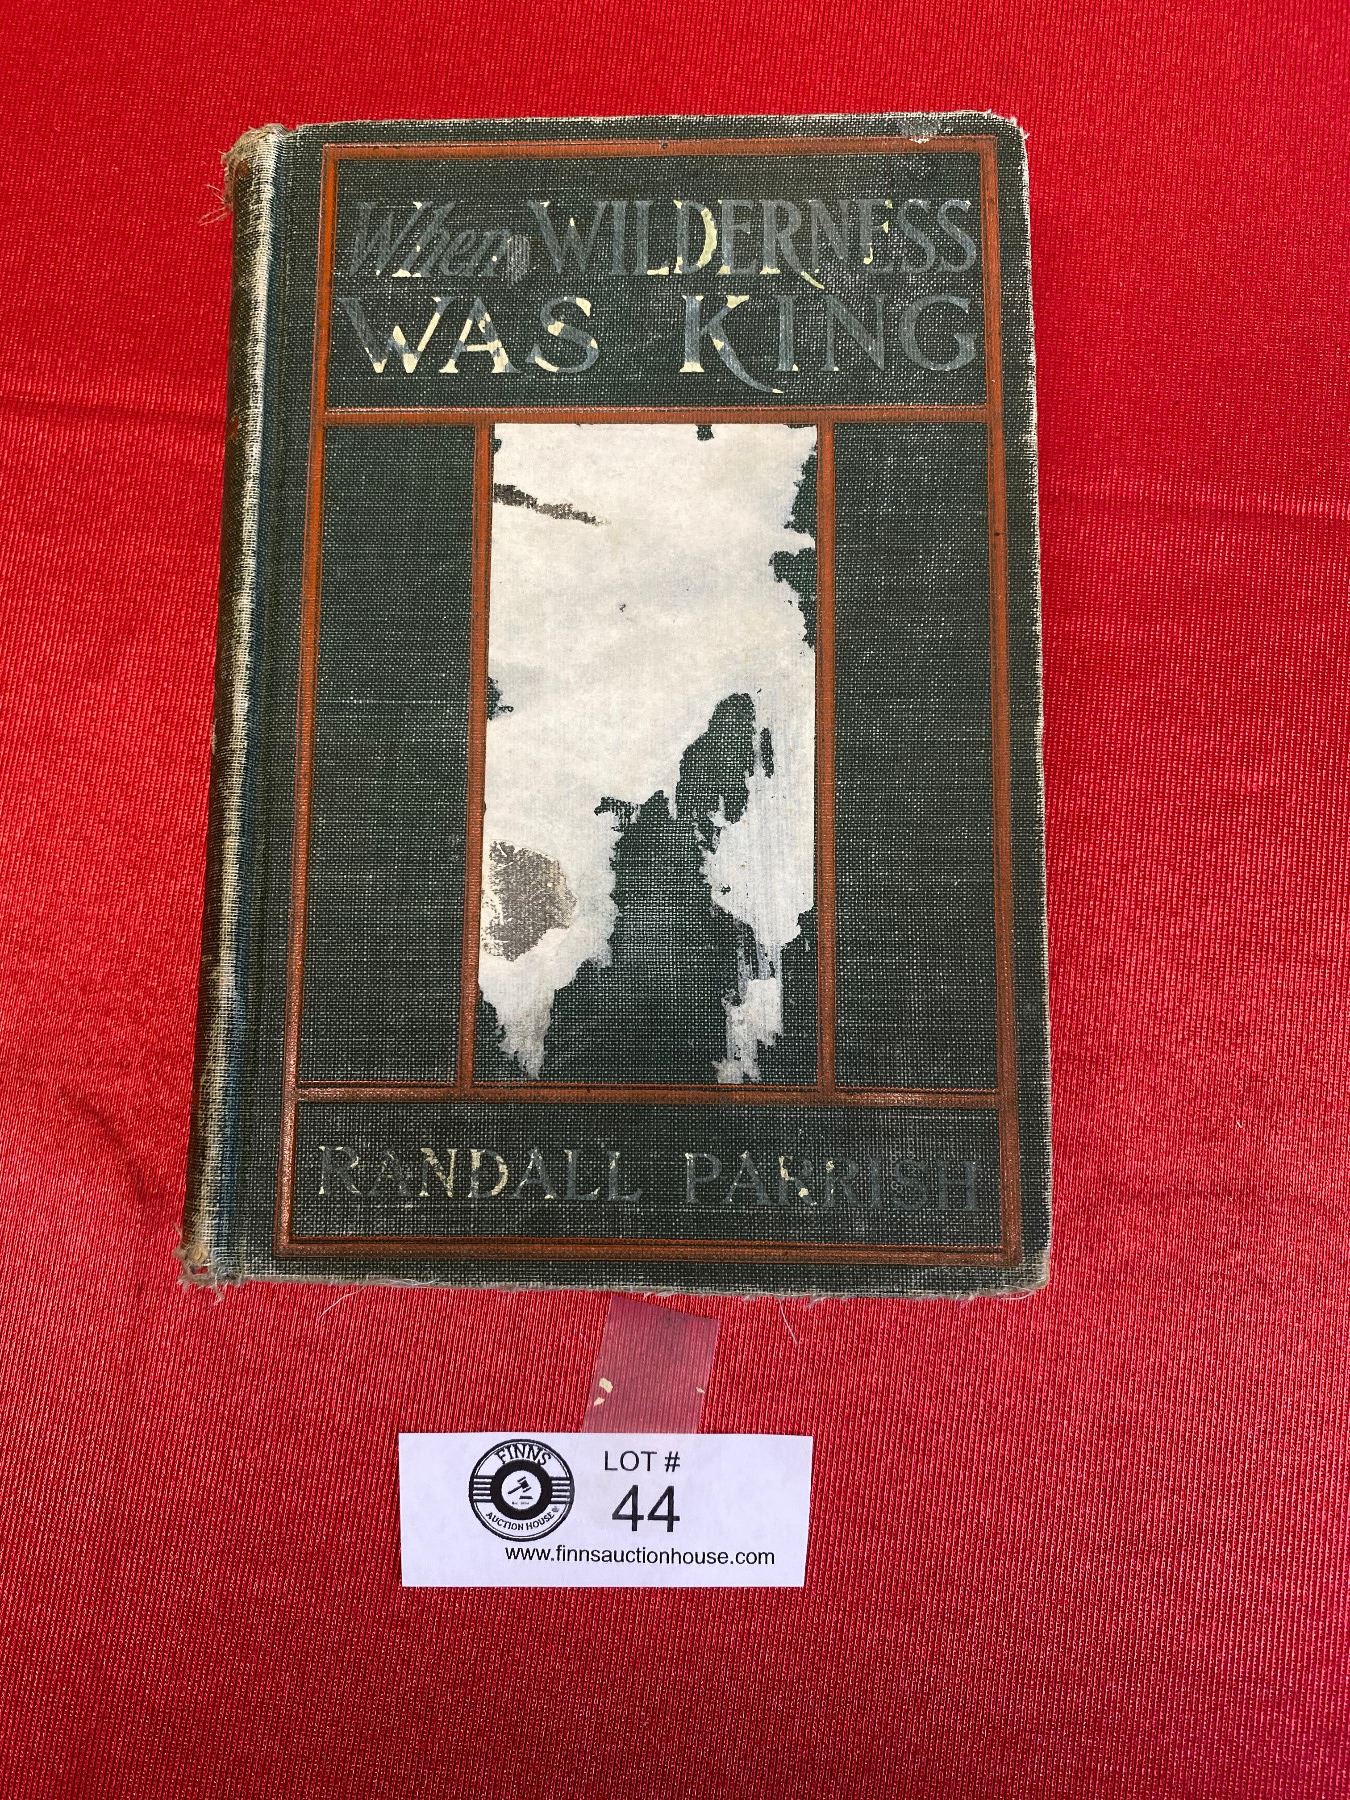 When WILDERNESS
WAS KING
RANDALL PARRISH
FINNS
AUCTION HOUSE
LOT #
44
www.finnsauctionhouse.com